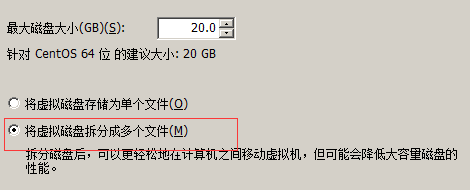 最大磁盘大小(GB)(S): 20.0
针对 CentOS 64 位 的建议大小: 20 GB
将虚拟磁盘存储为单个文件(O)
将虚拟磁盘拆分成多个文件(M)
拆分磁盘后，可以更轻松地在计算机之间移动虚拟机，但可能会降低大容量磁盘的
性能。